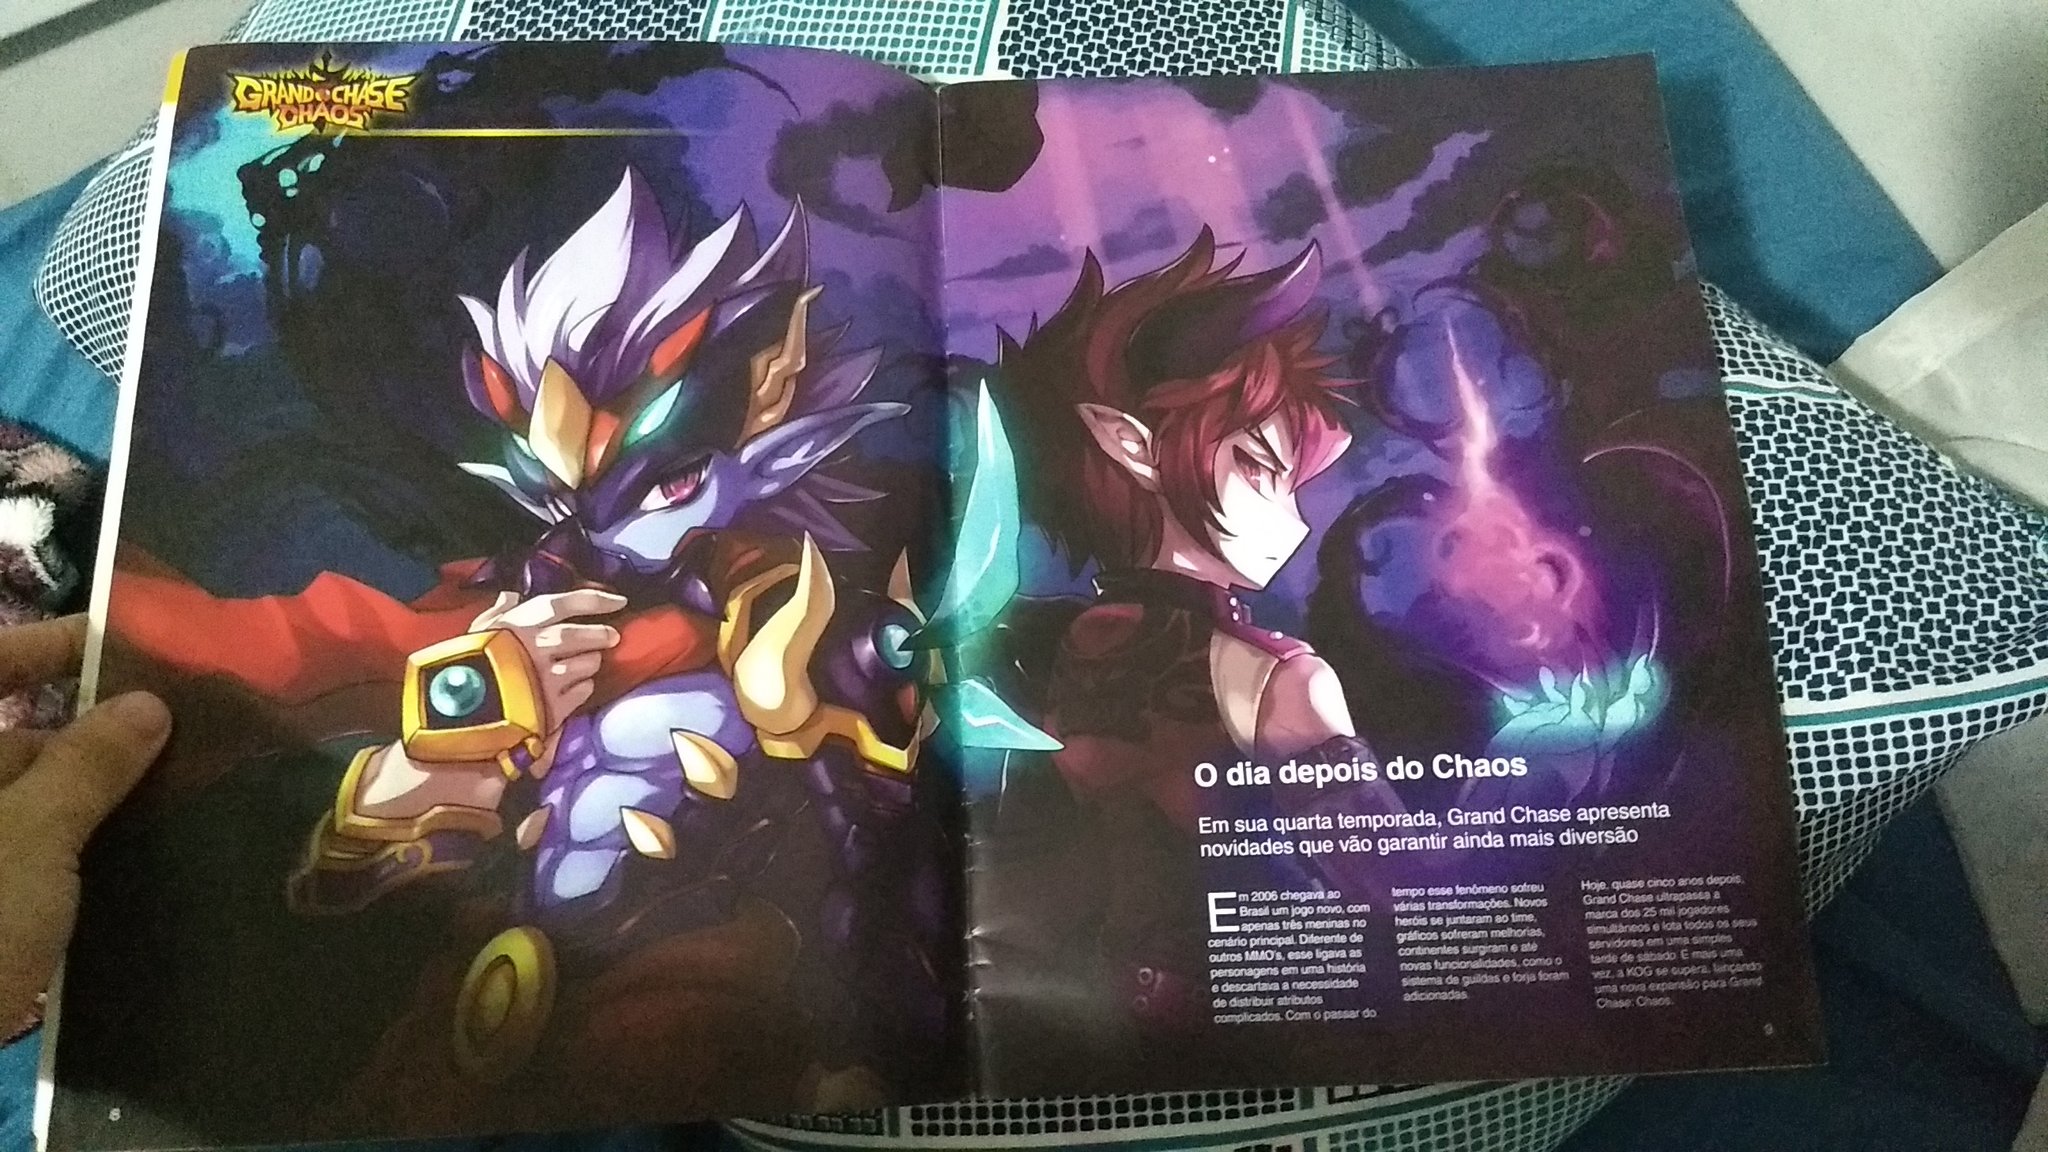 GRAND CHASE
CHAOS
O dia depois do Chaos
Em sua quarta temporada, Grand Chase apresenta
novidades que vão garantir ainda mais diversão
Em 2006 chegava ao
Brasil um jogo novo, com
apenas três meninas no
cenário principal. Diferente de
outros MMO's, esse ligava as
personagens em uma história
e descartava a necessidade
de distribuir atributos
complicados. Com o passar do
tempo esse fenômeno sofreu
várias transformações. Novos
heróis se juntaram ao time,
gráficos sofreram melhorias,
continentes surgiram e até
novas funcionalidades, como o
sistema de guildas e forja foram
adicionadas.
Hoje, quase cinco anos depois,
Grand Chase ultrapassa a
marca dos 25 mil jogadores
simultâneos e lota todos os seus
servidores em uma simples
tarde de sábado. E mais uma
vez, a KOG se supera, lançando
uma nova expansão para Grand
Chase: Chaos.
8
9